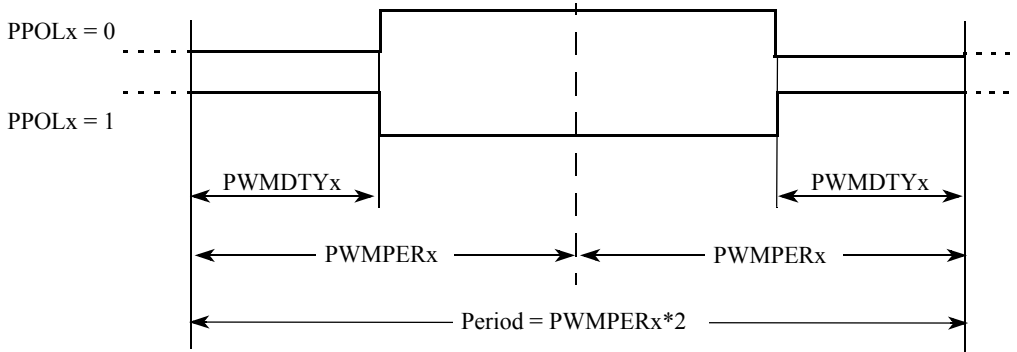 PPOLx = 0
PPOLx = 1
PWMDTYx
PWMDTYx
PWMPERx
PWMPERx
Period = PWMPERx*2